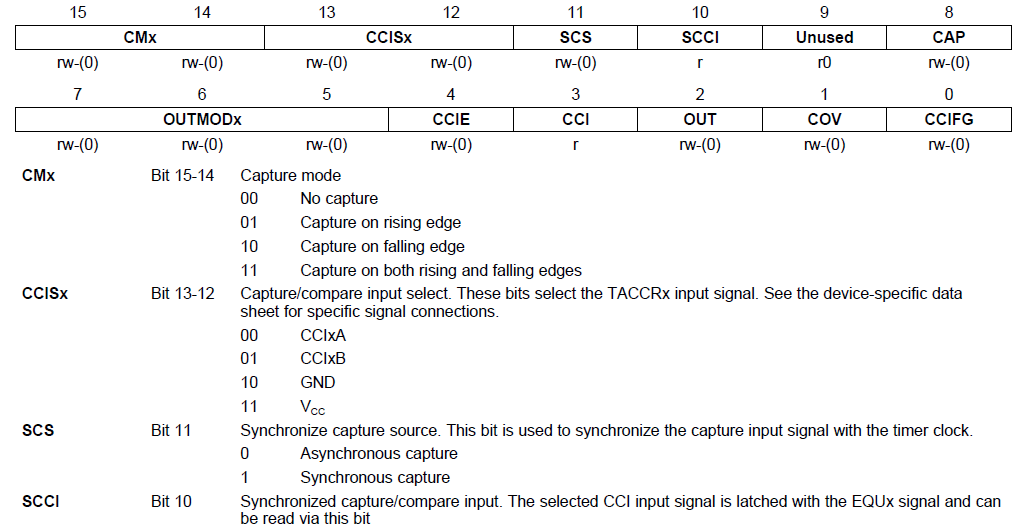 15 14 13 12 11 10 9 8
CMx CCISx SCS SCCI Unused CAP
rw-(0) rw-(0) rw-(0) rw-(0) rw-(0) r r0 rw-(0)
7 6 5 4 3 2 1 0
OUTMODx CCIE CCI OUT COV CCIFG
rw-(0) rw-(0) rw-(0) rw-(0) r rw-(0) rw-(0) rw-(0)
CMx Bit 15-14 Capture mode
00 No capture
01 Capture on rising edge
10 Capture on falling edge
11 Capture on both rising and falling edges
CCISx Bit 13-12 Capture/compare input select. These bits select the TACCRx input signal. See the device-specific data
sheet for specific signal connections.
00 CCIxA
01 CCIxB
10 GND
11 VCC
SCS Bit 11 Synchronize capture source. This bit is used to synchronize the capture input signal with the timer clock.
0 Asynchronous capture
1 Synchronous capture
SCCI Bit 10 Synchronized capture/compare input. The selected CCI input signal is latched with the EQUx signal and can
be read via this bit